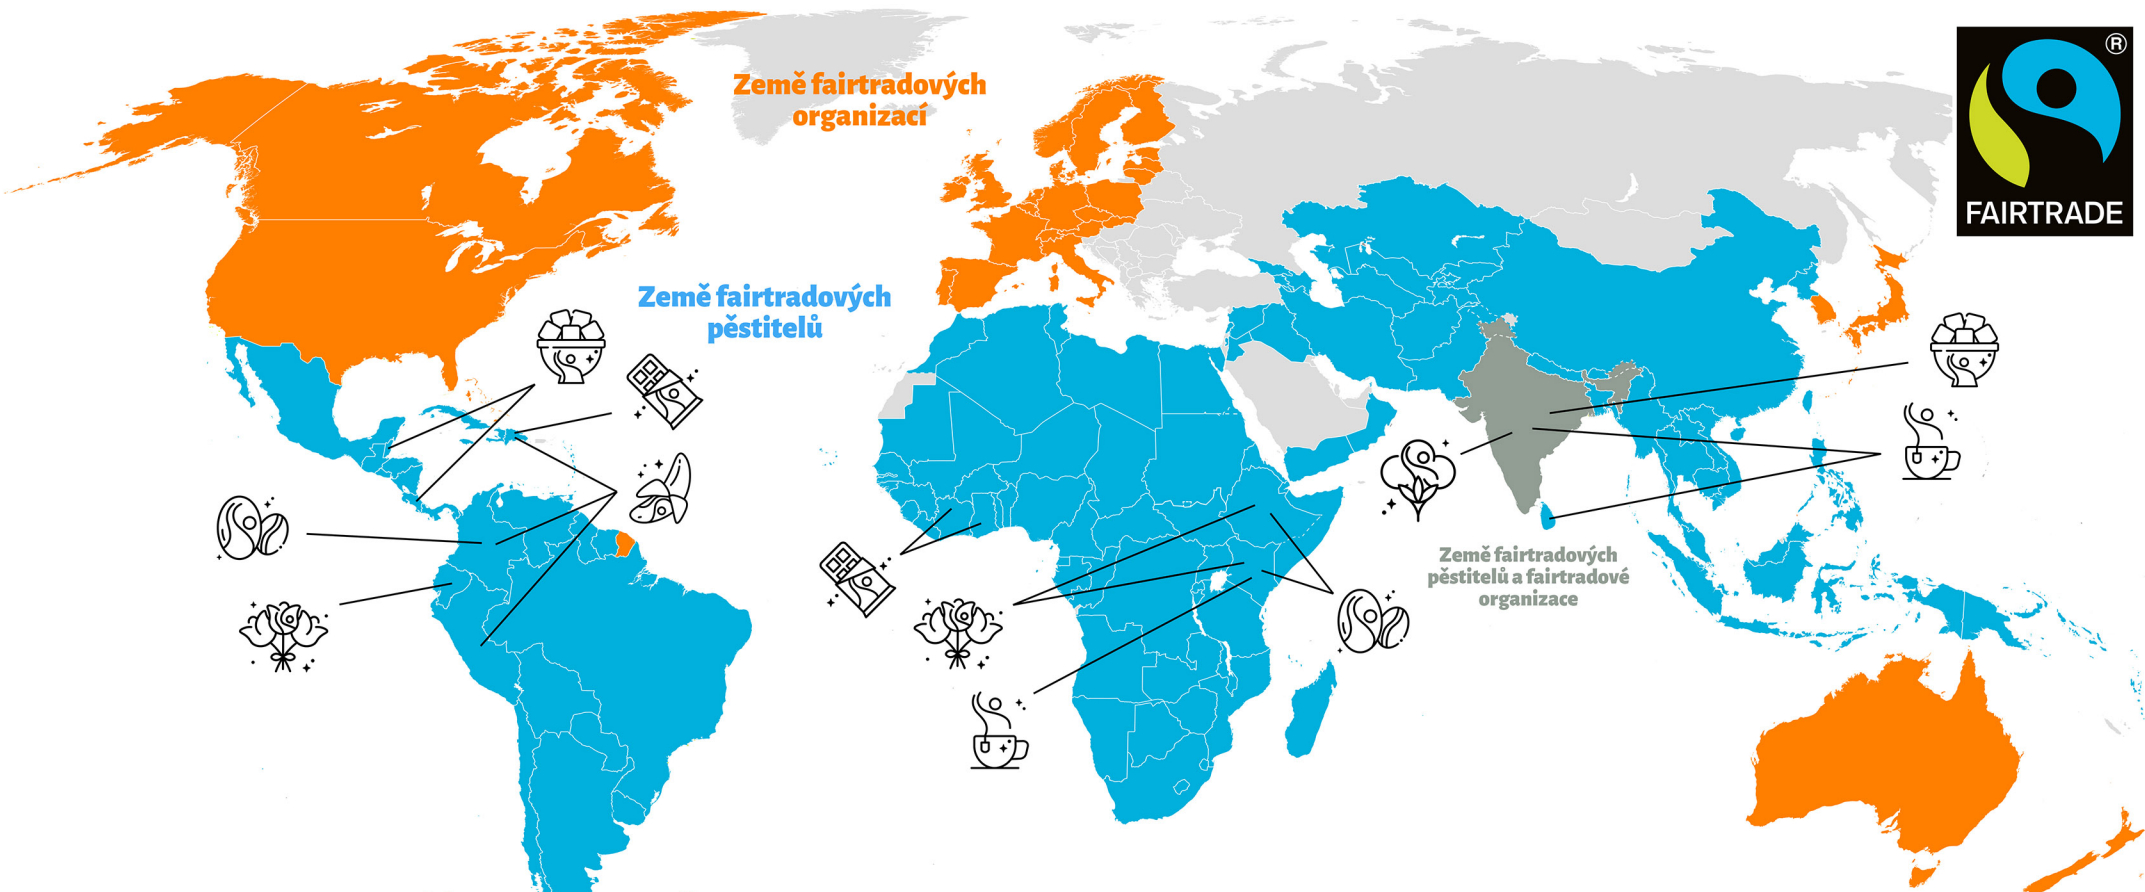 Země fairtradových
organizací
®
FAIRTRADE
Země fairtradových
pěstitelů
Země fairtradových
pěstitelů a fairtradové
organizace